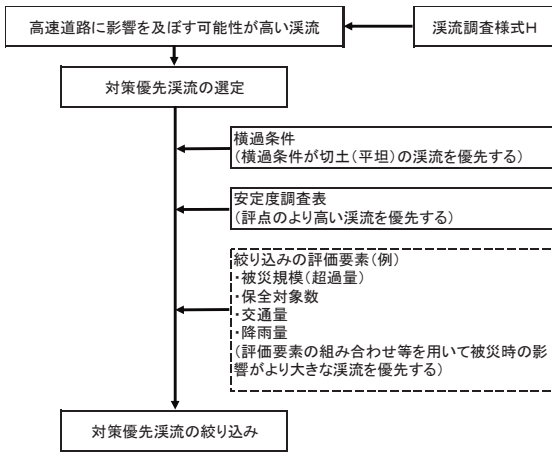 高速道路に影響を及ぼす可能性が高い渓流
渓流調査様式H
対策優先渓流の選定
横過条件
(横過条件が切土(平坦)の渓流を優先する)
安定度調査表
(評点のより高い渓流を優先する)
絞り込みの評価要素(例)
・被災規模(超過量)
・保全対象数
・交通量
・降雨量
(評価要素の組み合わせ等を用いて被災時の影
響がより大きな渓流を優先する)
対策優先渓流の絞り込み